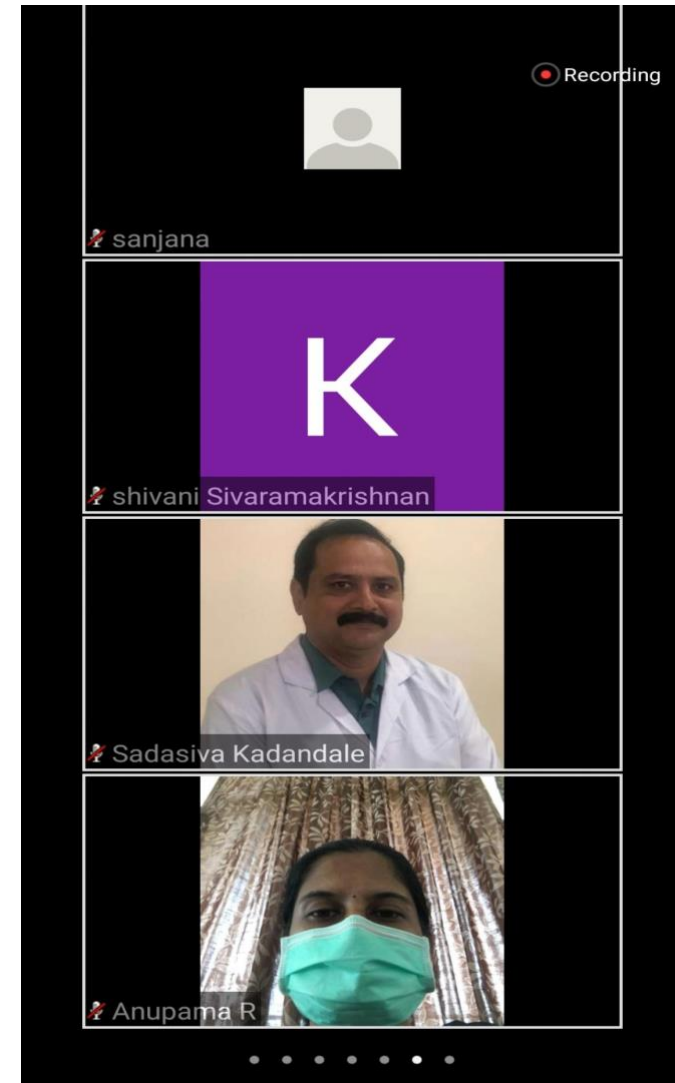 Recording
sanjana
K
shivani Sivaramakrishnan
Sadasiva Kadandale
Anupama R